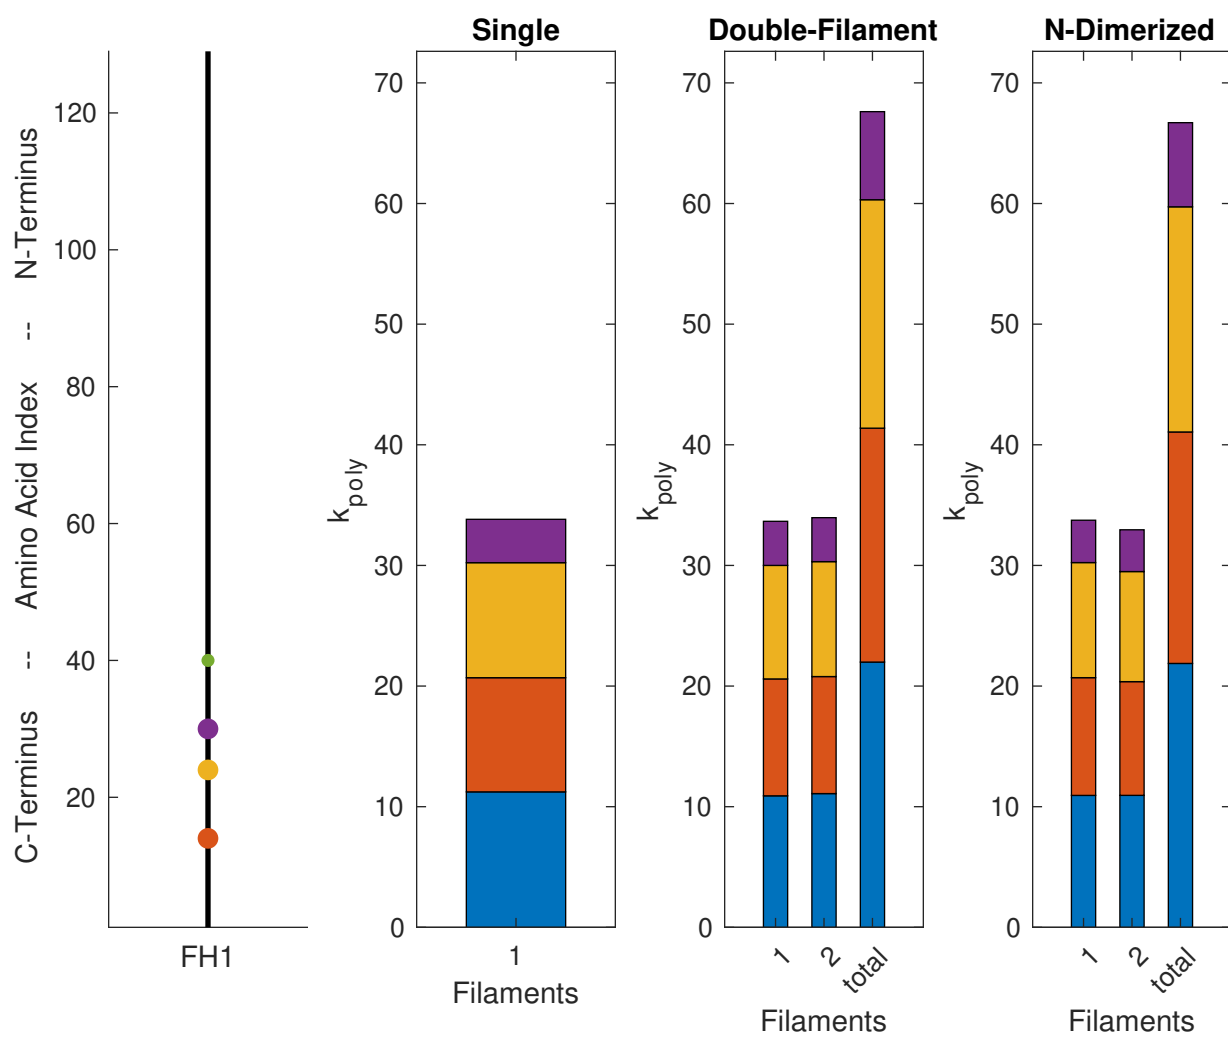 Single
Double-Filament
N-Dimerized
C-Terminus -- Amino Acid Index -- N-Terminus
120
100
80
60
40
20
FH1
k_poly
70
60
50
40
30
20
10
0
1
Filaments
k_poly
70
60
50
40
30
20
10
0
1
2
total
Filaments
k_poly
70
60
50
40
30
20
10
0
1
2
total
Filaments